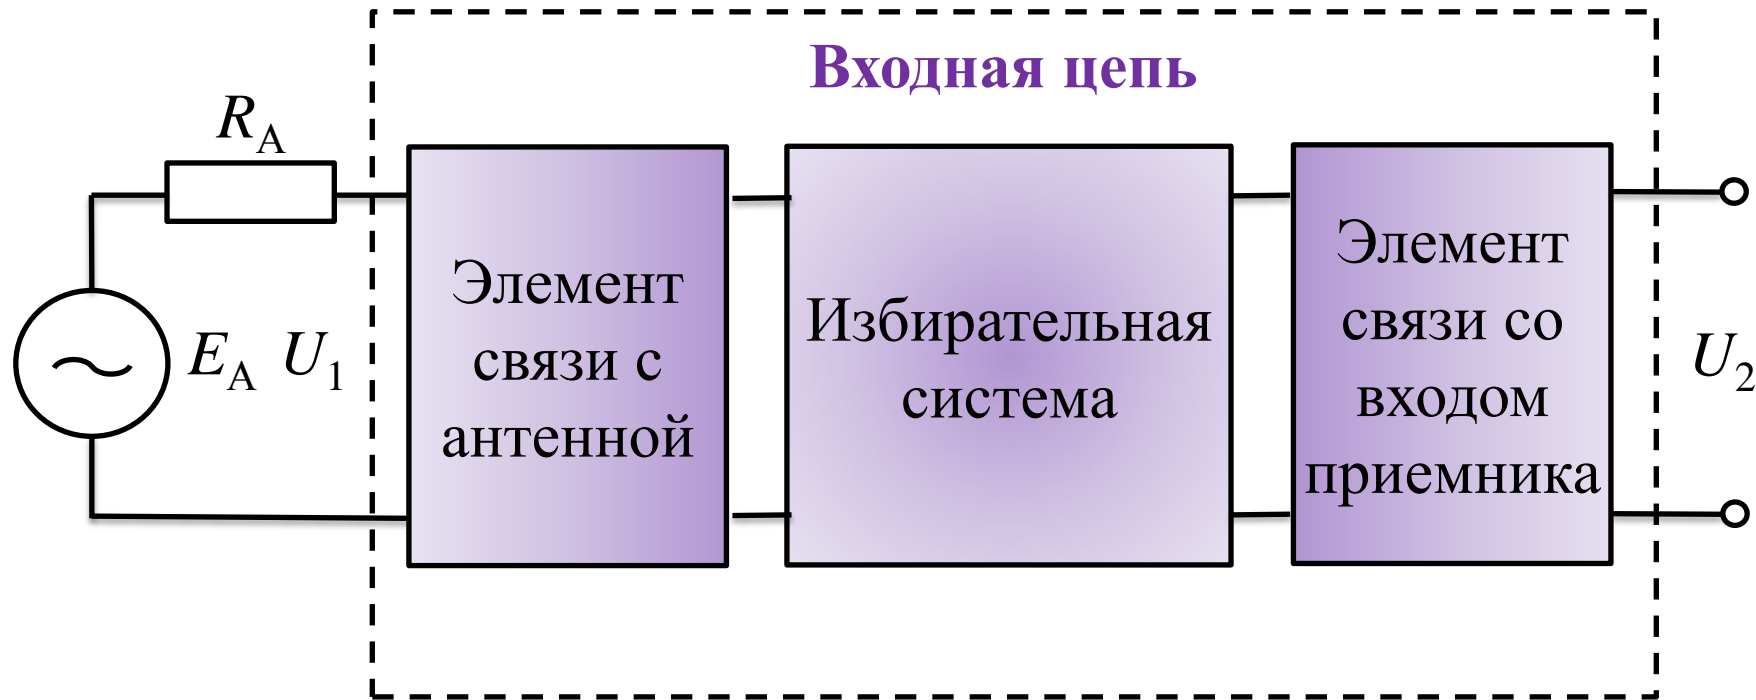 Входная цепь
R_A
E_A
U_1
Элемент
связи с
антенной
Избирательная
система
Элемент
связи со
входом
приемника
U_2